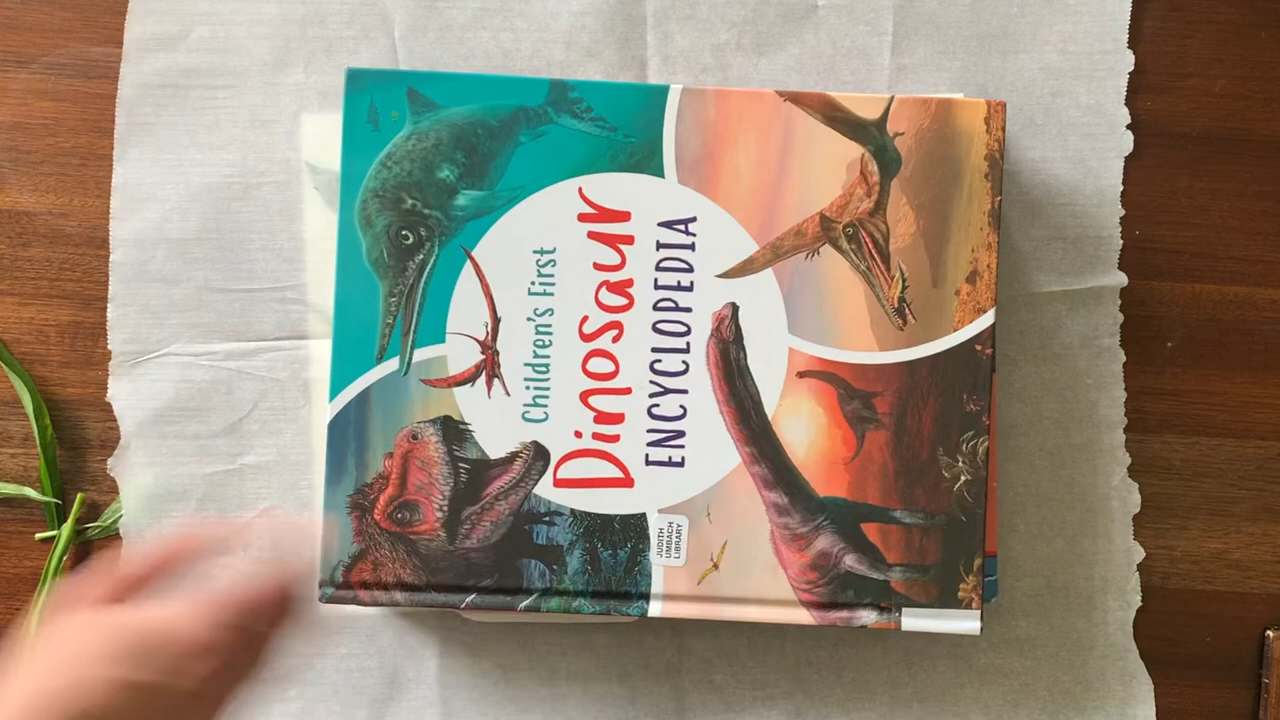 Children's First
Dinosaur
ENCYCLOPEDIA
JUDITH
UMBACH
LIBRARY